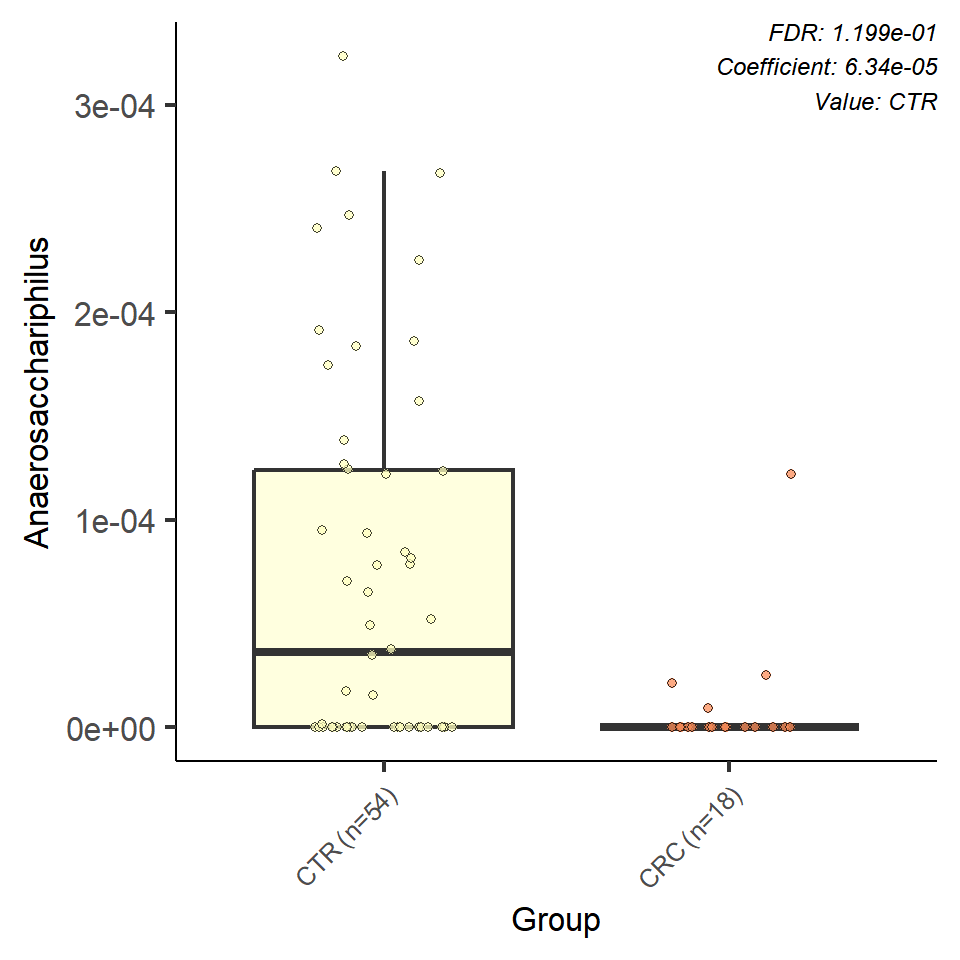 FDR: 1.199e-01
Coefficient: 6.34e-05
Value: CTR
3e-04
2e-04
1e-04
0e+00
Anaerosacchariphilus
CTR (n=54)
CRC (n=18)
Group